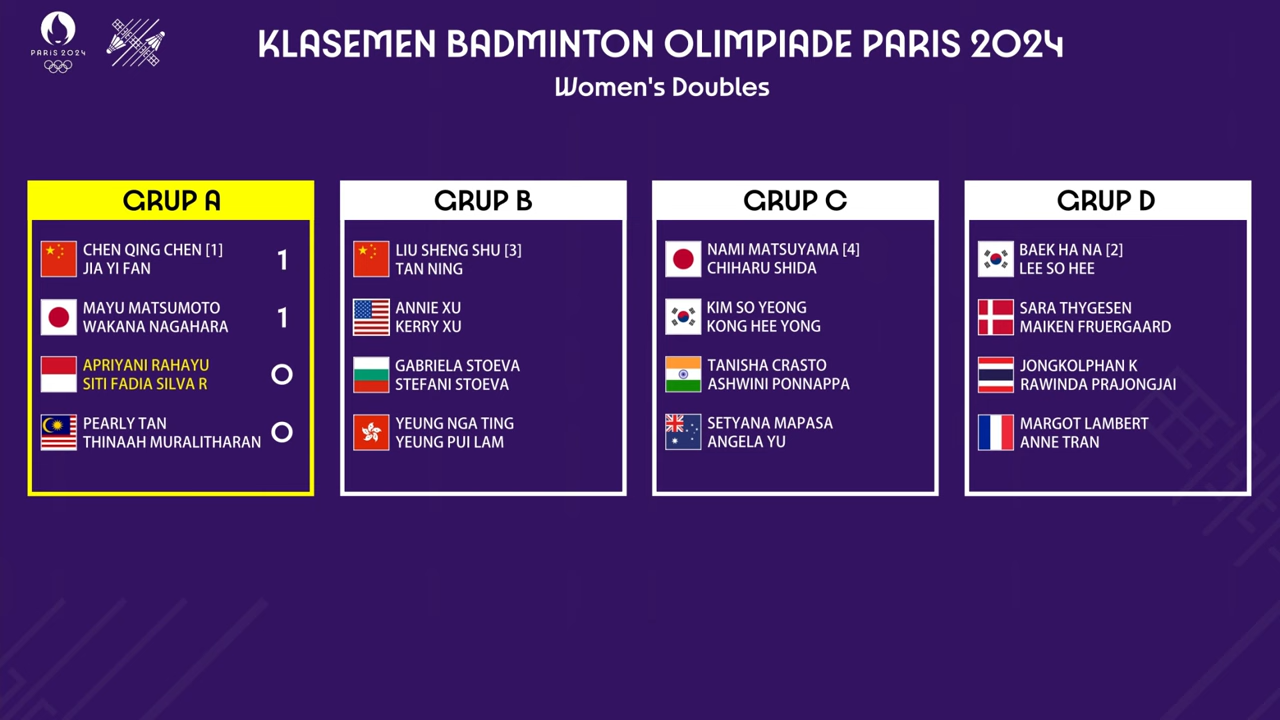 PARIS 2024
KLASEMEN BADMINTON OLIMPIADE PARIS 2024
Women's Doubles
GRUP A
CHEN QING CHEN [1]
JIA YI FAN
1
MAYU MATSUMOTO
WAKANA NAGAHARA
1
APRIYANI RAHAYU
SITI FADIA SILVA R
0
PEARLY TAN
THINAAH MURALITHARAN
0
GRUP B
LIU SHENG SHU [3]
TAN NING
ANNIE XU
KERRY XU
GABRIELA STOEVA
STEFANI STOEVA
YEUNG NGA TING
YEUNG PUI LAM
GRUP C
NAMI MATSUYAMA [4]
CHIHARU SHIDA
KIM SO YEONG
KONG HEE YONG
TANISHA CRASTO
ASHWINI PONNAPPA
SETYANA MAPASA
ANGELA YU
GRUP D
BAEK HA NA [2]
LEE SO HEE
SARA THYGESEN
MAIKEN FRUERGAARD
JONGKOLPHAN K
RAWINDA PRAJONGJAI
MARGOT LAMBERT
ANNE TRAN